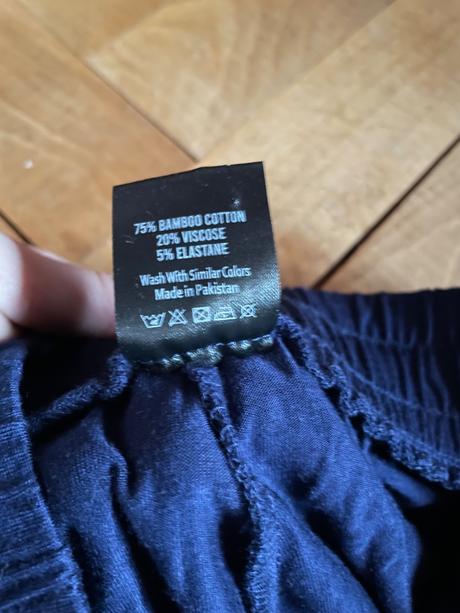 75% BAMBOO COTTON
20% VISCOSE
5% ELASTANE
Wash With Similar Colors
Made in Pakistan